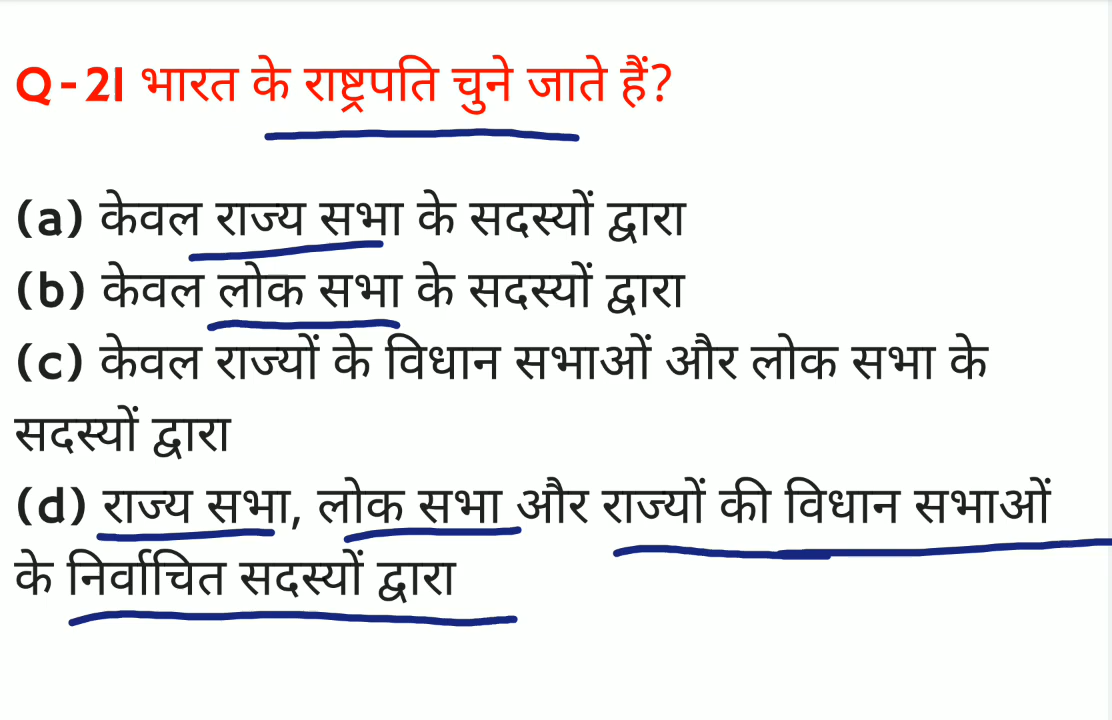 Q-21 भारत के राष्ट्रपति चुने जाते हैं?
(a) केवल राज्य सभा के सदस्यों द्वारा
(b) केवल लोक सभा के सदस्यों द्वारा
(c) केवल राज्यों के विधान सभाओं और लोक सभा के
सदस्यों द्वारा
(d) राज्य सभा, लोक सभा और राज्यों की विधान सभाओं
के निर्वाचित सदस्यों द्वारा